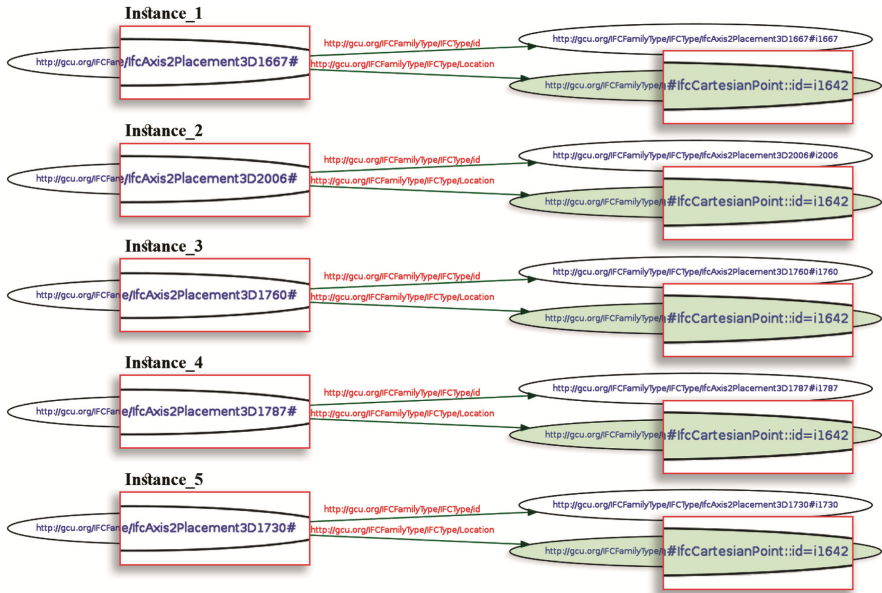 Instance_1
http://gcu.org/IFCFamilyType/IFCType/id
http://gcu.org/IFCFamilyType/IFCType/IfcAxis2Placement3D1667#i1667
http://gcu.org/IFCFam
e/IfcAxis2Placement3D1667#
http://gcu.org/IFCFamilyType/IFCType/Location
http://gcu.org/IFCFamilyType/
#IfcCartesianPoint::id=i1642
Instance_2
http://gcu.org/IFCFamilyType/IFCType/id
http://gcu.org/IFCFamilyType/IFCType/IfcAxis2Placement3D2006#i2006
http://gcu.org/IFCFam
e/IfcAxis2Placement3D2006#
http://gcu.org/IFCFamilyType/IFCType/Location
http://gcu.org/IFCFamilyType/
#IfcCartesianPoint::id=i1642
Instance_3
http://gcu.org/IFCFamilyType/IFCType/id
http://gcu.org/IFCFamilyType/IFCType/IfcAxis2Placement3D1760#i1760
http://gcu.org/IFCFam
e/IfcAxis2Placement3D1760#
http://gcu.org/IFCFamilyType/IFCType/Location
http://gcu.org/IFCFamilyType/
#IfcCartesianPoint::id=i1642
Instance_4
http://gcu.org/IFCFamilyType/IFCType/id
http://gcu.org/IFCFamilyType/IFCType/IfcAxis2Placement3D1787#i1787
http://gcu.org/IFCFam
e/IfcAxis2Placement3D1787#
http://gcu.org/IFCFamilyType/IFCType/Location
http://gcu.org/IFCFamilyType/
#IfcCartesianPoint::id=i1642
Instance_5
http://gcu.org/IFCFamilyType/IFCType/id
http://gcu.org/IFCFamilyType/IFCType/IfcAxis2Placement3D1730#i1730
http://gcu.org/IFCFam
e/IfcAxis2Placement3D1730#
http://gcu.org/IFCFamilyType/IFCType/Location
http://gcu.org/IFCFamilyType/
#IfcCartesianPoint::id=i1642